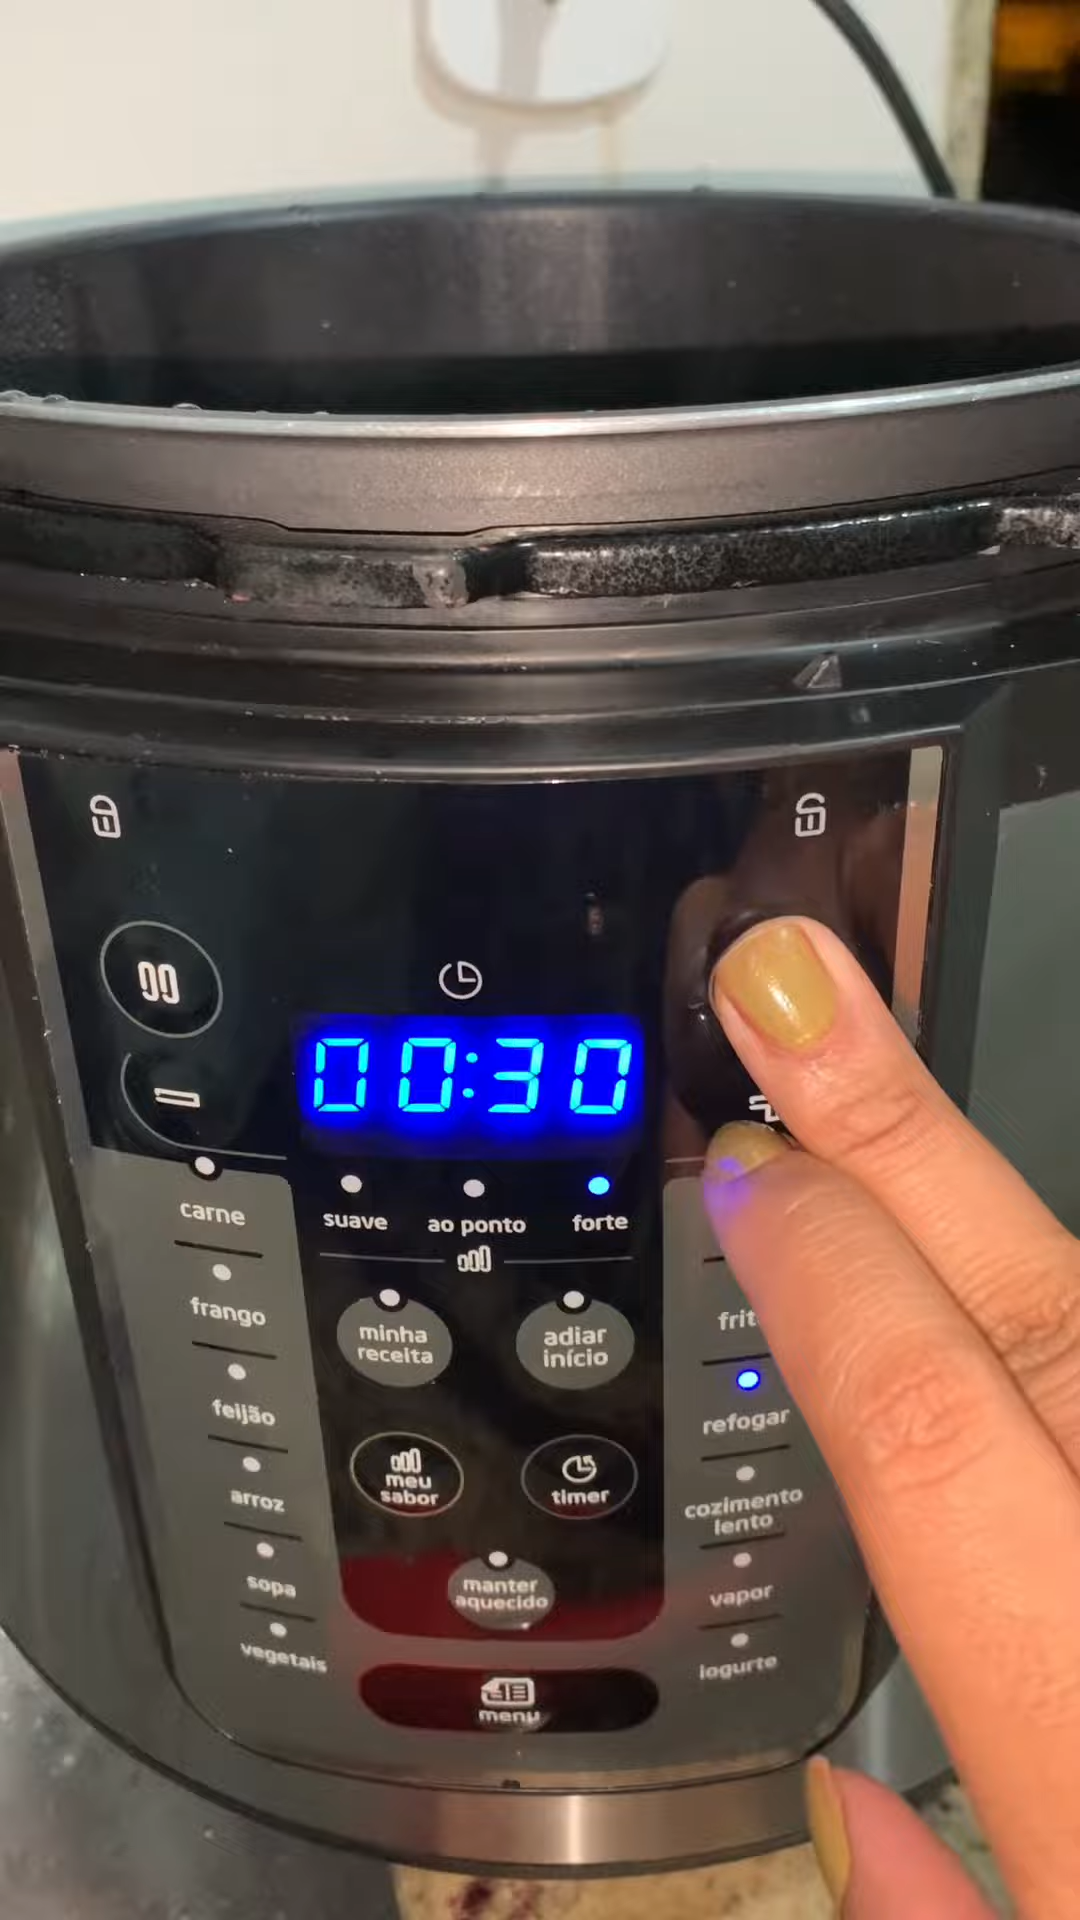 00:30
suave ao ponto forte
carne
frango
feijão
arroz
sopa
vegetais
minha
receita
adiar
início
meu
sabor
timer
manter
aquecido
menu
refogar
cozimento
lento
vapor
iogurte